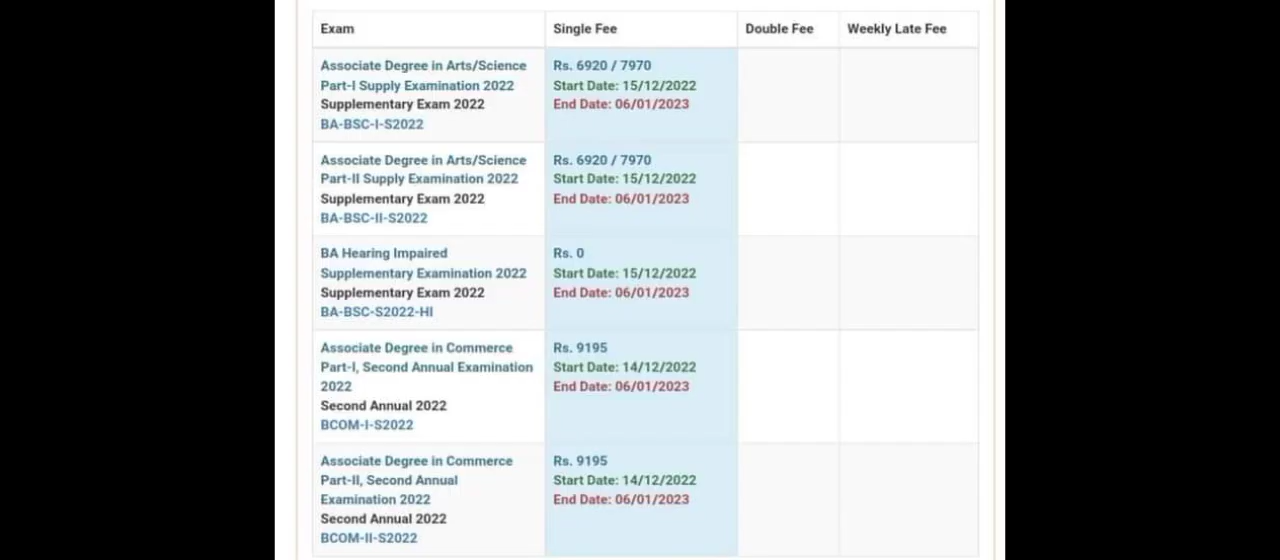 Exam Single Fee Double Fee Weekly Late Fee
Associate Degree in Arts/Science
Part-I Supply Examination 2022
Supplementary Exam 2022
BA-BSC-I-S2022
Rs. 6920 / 7970
Start Date: 15/12/2022
End Date: 06/01/2023
Associate Degree in Arts/Science
Part-II Supply Examination 2022
Supplementary Exam 2022
BA-BSC-II-S2022
Rs. 6920 / 7970
Start Date: 15/12/2022
End Date: 06/01/2023
BA Hearing Impaired
Supplementary Examination 2022
Supplementary Exam 2022
BA-BSC-S2022-HI
Rs. 0
Start Date: 15/12/2022
End Date: 06/01/2023
Associate Degree in Commerce
Part-I, Second Annual Examination
2022
Second Annual 2022
BCOM-I-S2022
Rs. 9195
Start Date: 14/12/2022
End Date: 06/01/2023
Associate Degree in Commerce
Part-II, Second Annual
Examination 2022
Second Annual 2022
BCOM-II-S2022
Rs. 9195
Start Date: 14/12/2022
End Date: 06/01/2023